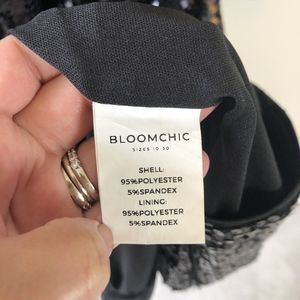 BLOOMCHIC
SIZES 10-30
SHELL:
95%POLYESTER
5%SPANDEX
LINING:
95%POLYESTER
5%SPANDEX